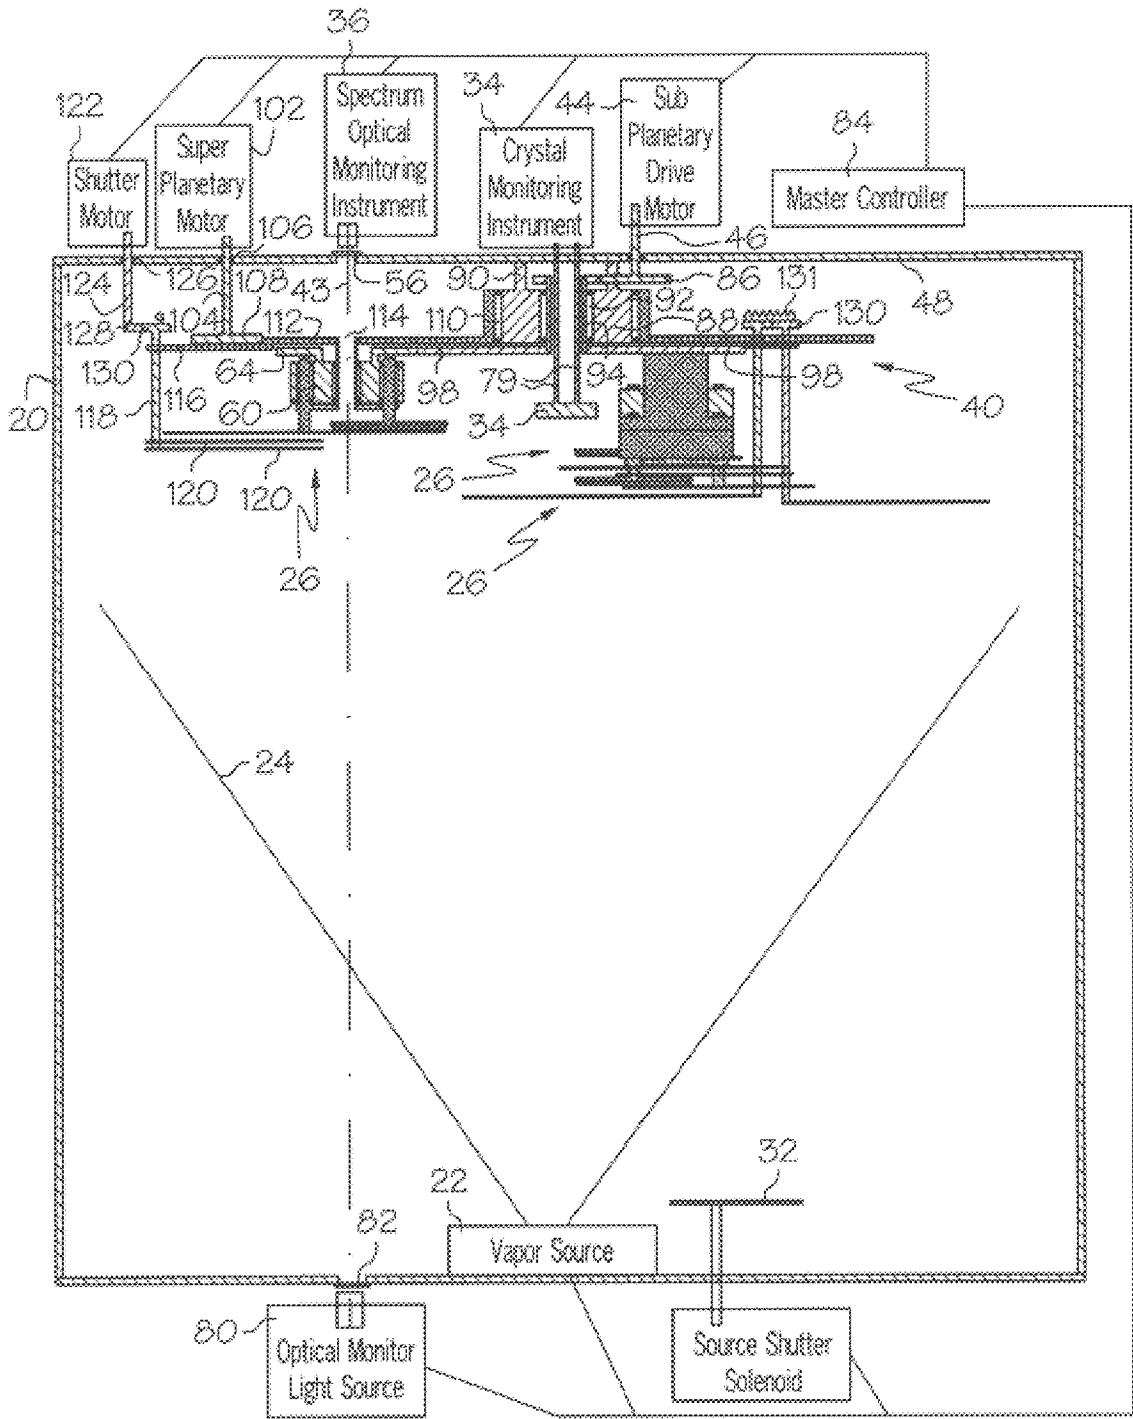 36
122
102
34
44
84
Shutter
Motor
Super
Planetary
Motor
Spectrum
Optical
Monitoring
Instrument
Crystal
Monitoring
Instrument
Sub
Planetary
Drive
Motor
Master Controller
106
46
124
126
108
43
56
90
86
131
48
128
104
112
114
110
92
88
130
130
64
116
98
79
94
98
20
118
60
34
40
120
120
26
26
26
24
32
22
Vapor Source
82
80
Optical Monitor
Light Source
Source Shutter
Solenoid